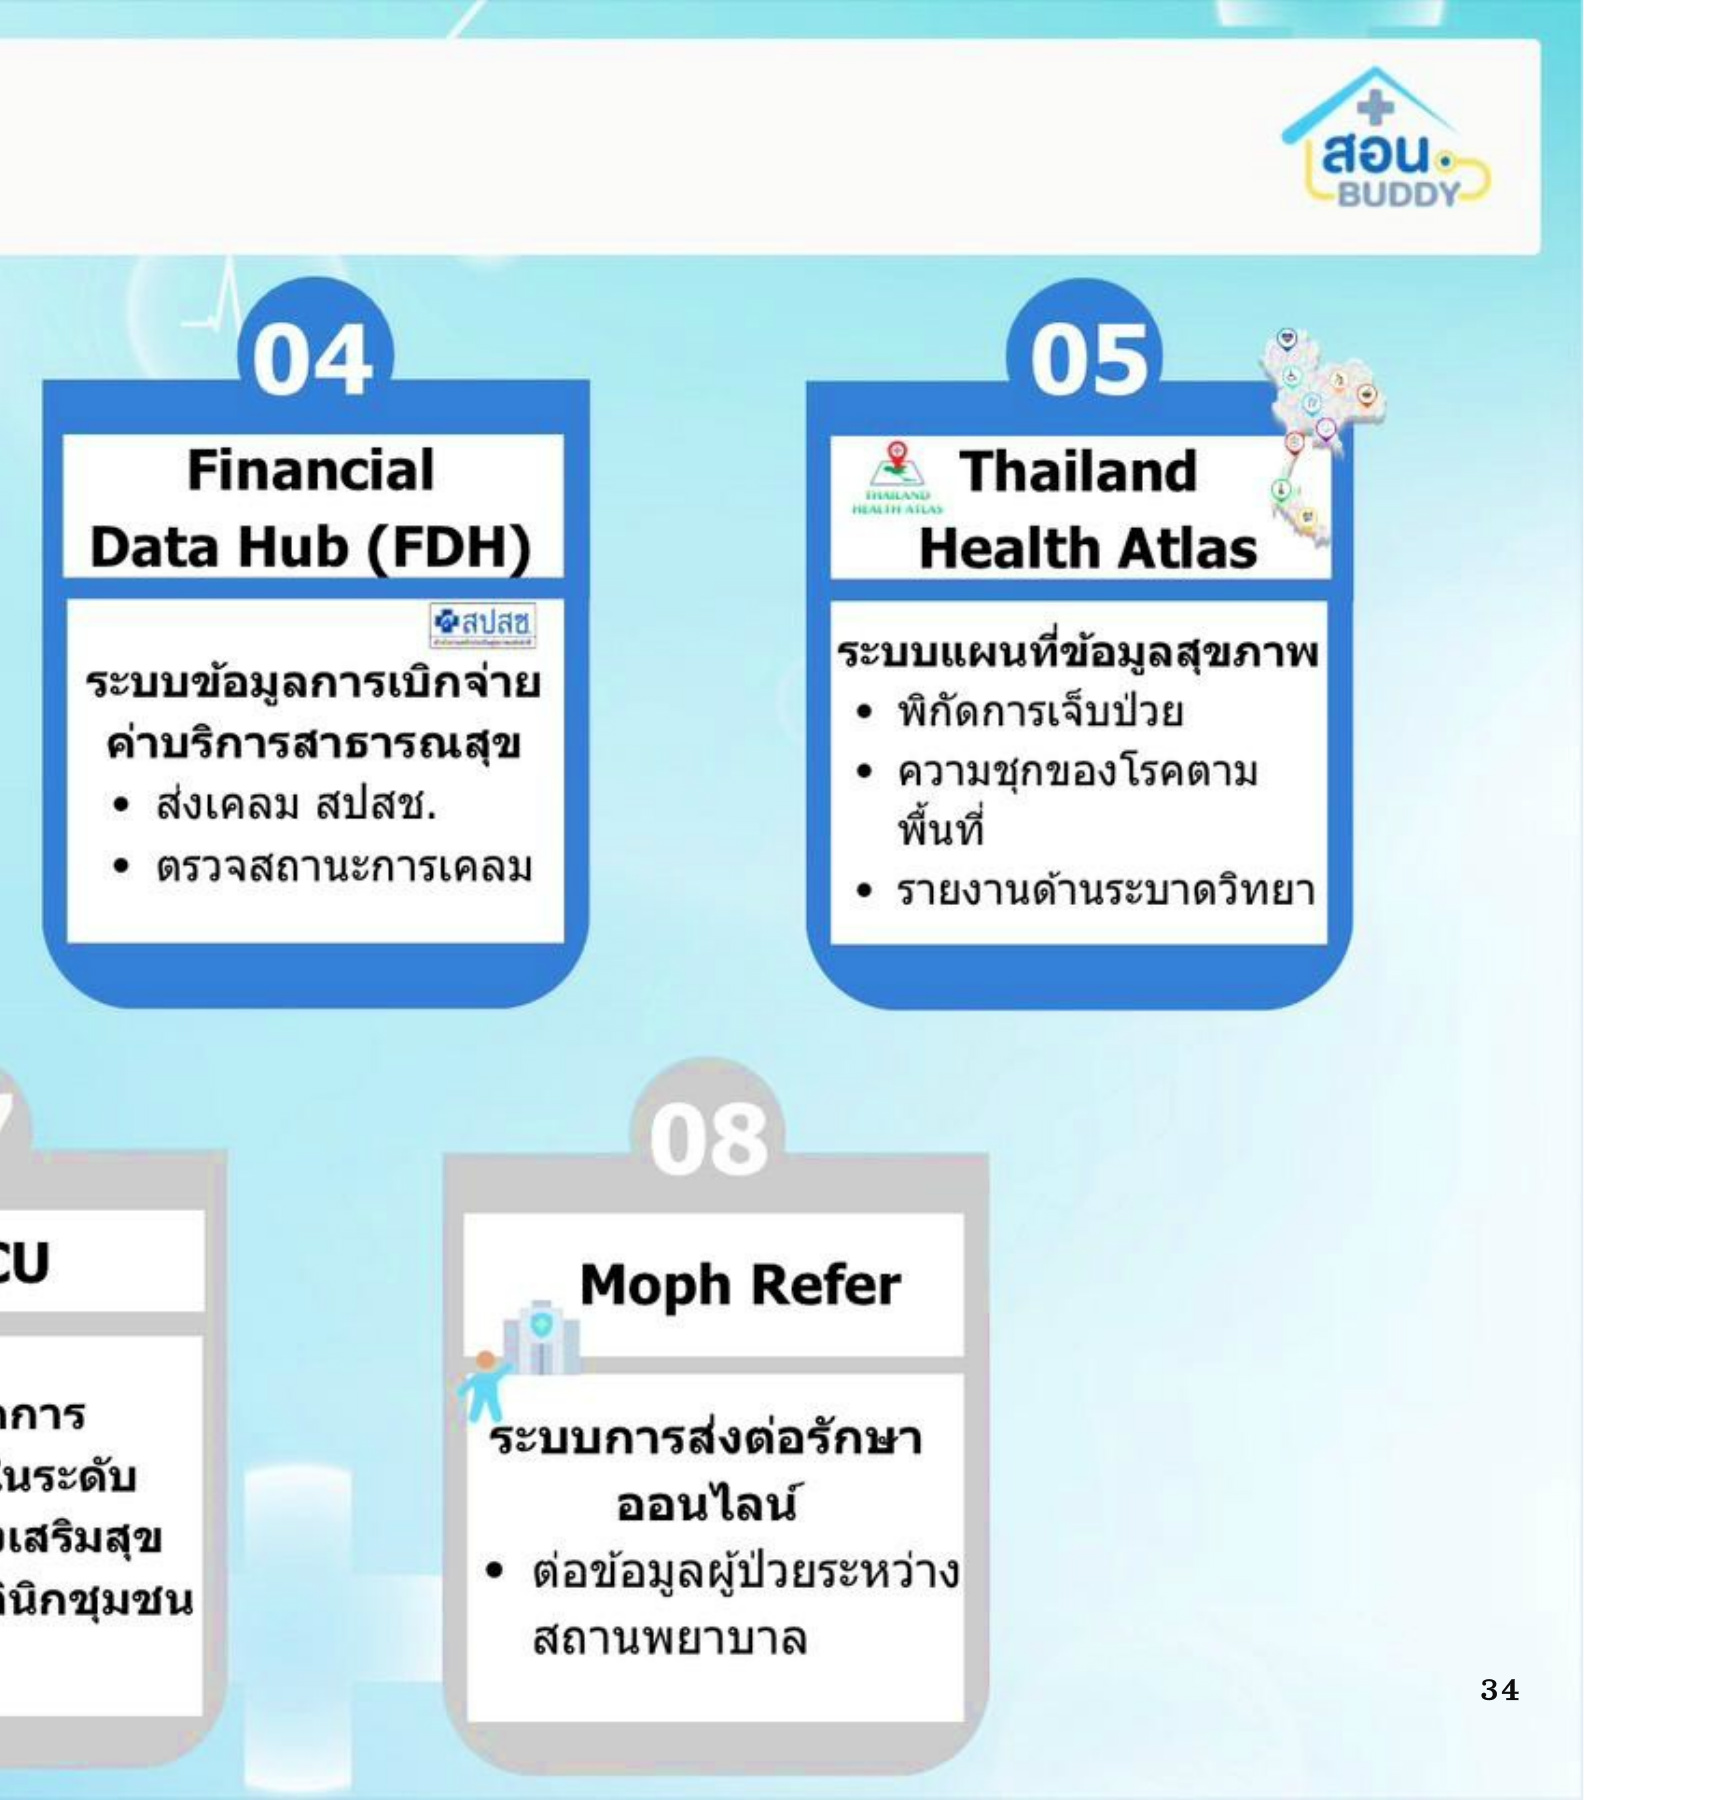 สอน
BUDDY
04
Financial
Data Hub (FDH)
สปสช.
ระบบข้อมูลการเบิกจ่าย
ค่าบริการสาธารณสุข
• ส่งเคลม สปสช.
• ตรวจสถานะการเคลม
05
THAILAND
HEALTH ATLAS
Thailand
Health Atlas
ระบบแผนที่ข้อมูลสุขภาพ
• พิกัดการเจ็บป่วย
• ความชุกของโรคตาม
พื้นที่
• รายงานด้านระบาดวิทยา
7
CU
การ
ในระดับ
เสริมสุข
นิกชุมชน
08
Moph Refer
ระบบการส่งต่อรักษา
ออนไลน์
• ต่อข้อมูลผู้ป่วยระหว่าง
สถานพยาบาล
34